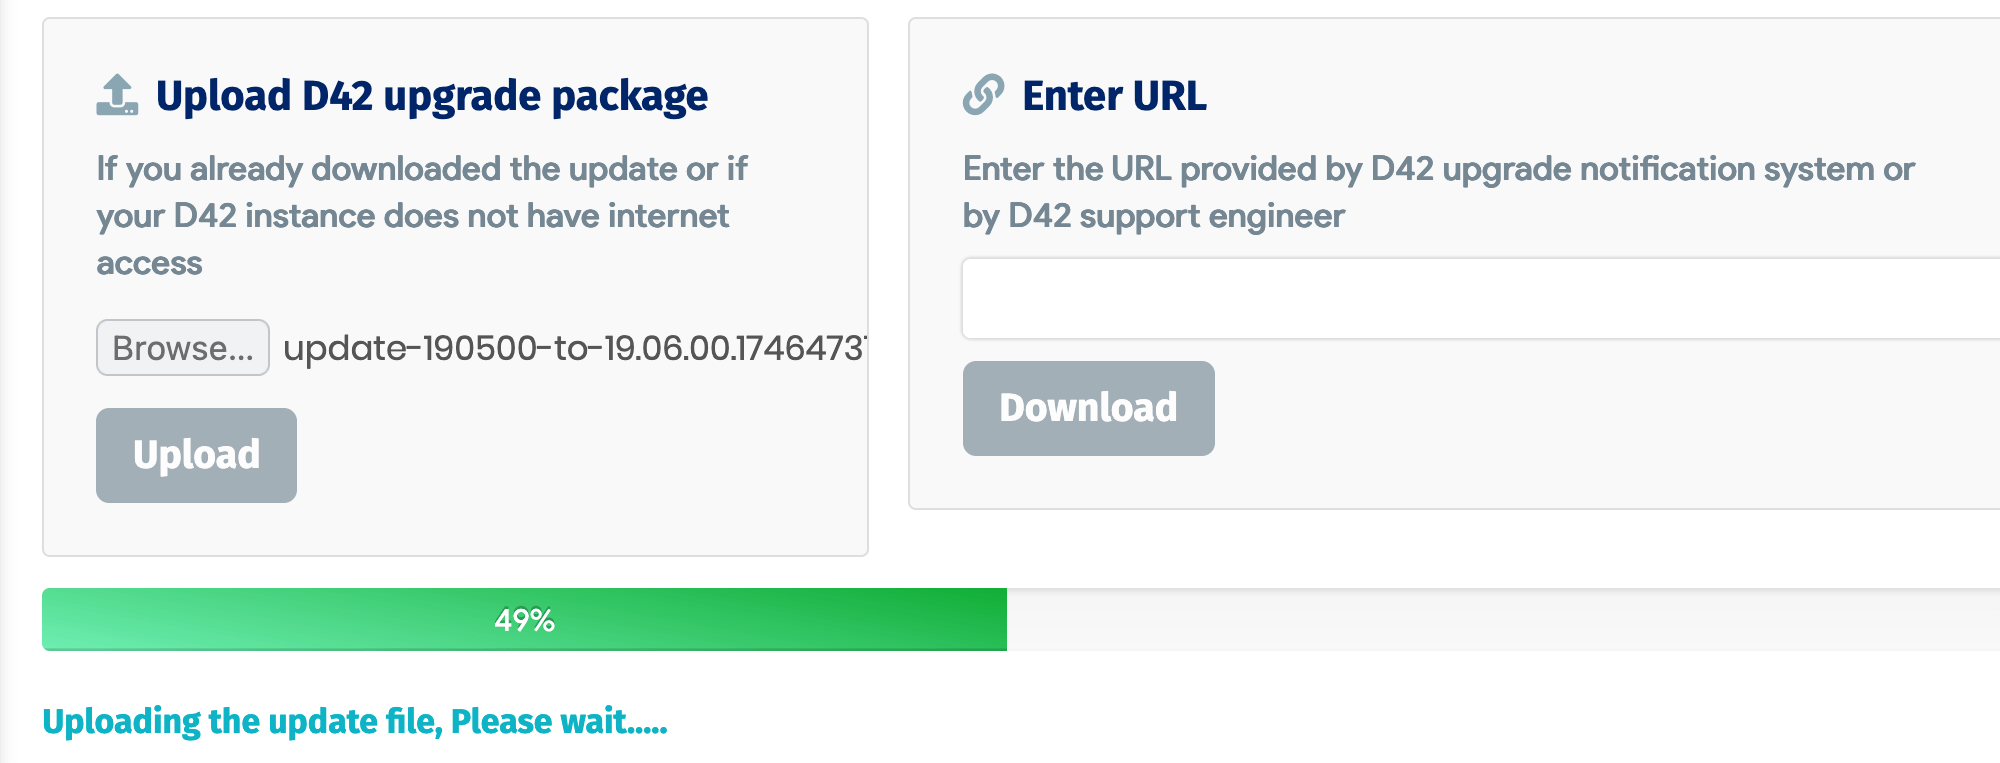 Upload D42 upgrade package
If you already downloaded the update or if
your D42 instance does not have internet
access
Browse... update-190500-to-19.06.00.1746473
Upload
Enter URL
Enter the URL provided by D42 upgrade notification system or
by D42 support engineer
Download
49%
Uploading the update file, Please wait.....